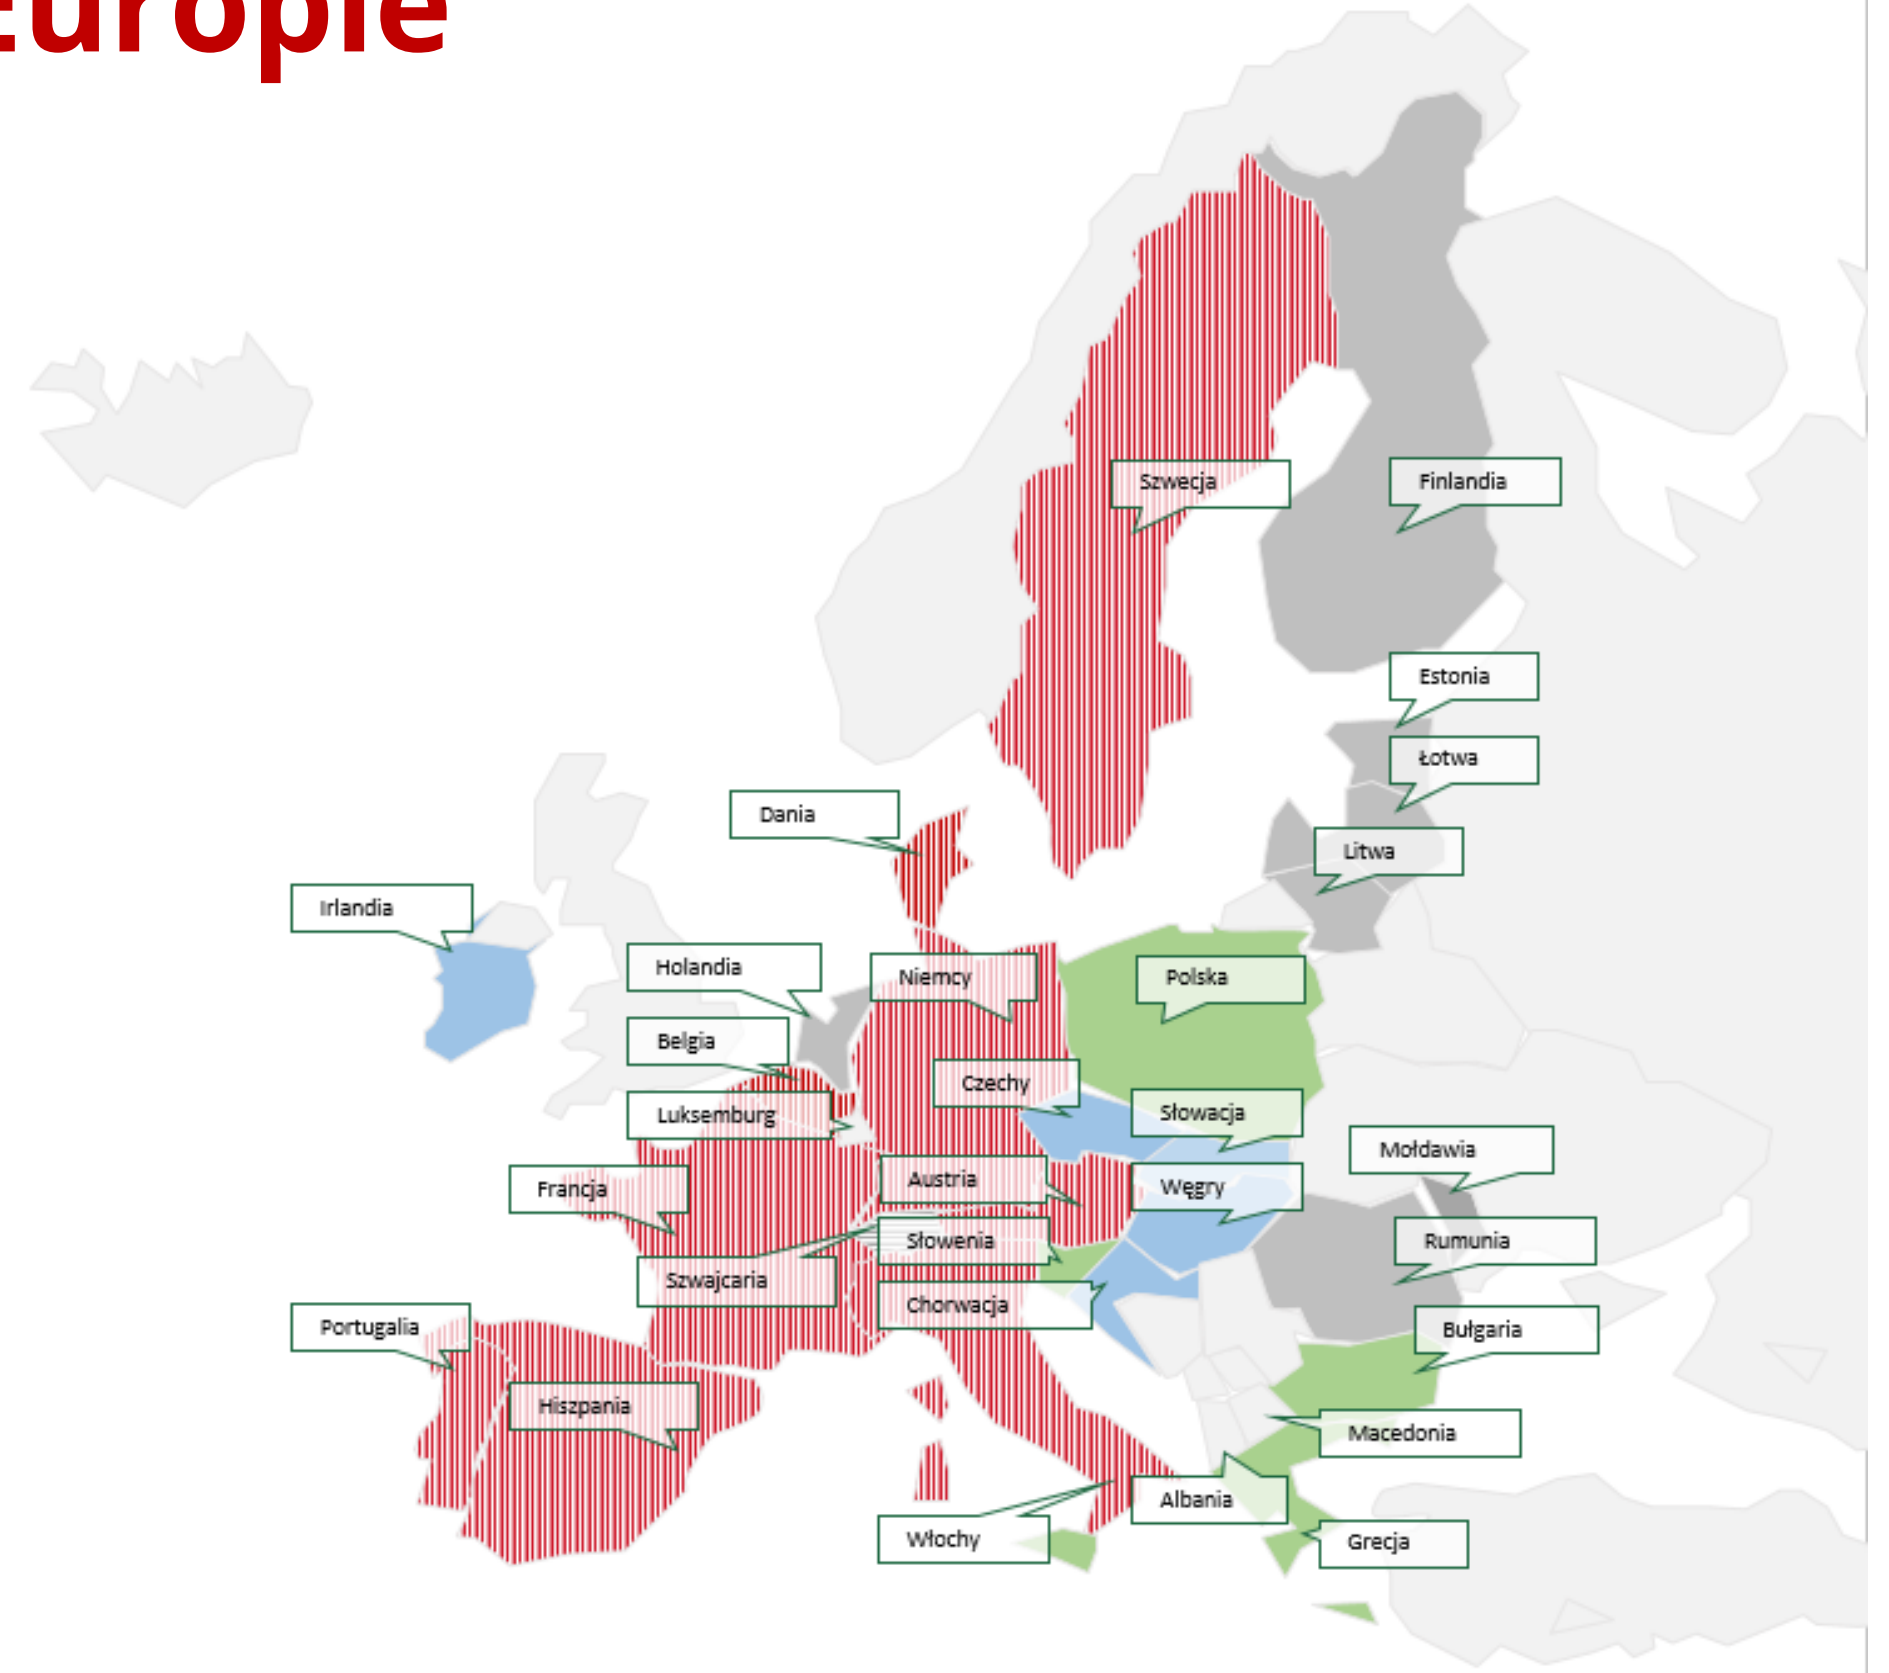 Europie
Szwecja
Finlandia
Estonia
Łotwa
Dania
Litwa
Irlandia
Holandia
Niemcy
Polska
Belgia
Czechy
Luksemburg
Słowacja
Mołdawia
Francja
Austria
Węgry
Słowenia
Rumunia
Szwajcaria
Chorwacja
Portugalia
Bułgaria
Hiszpania
Macedonia
Albania
Włochy
Grecja